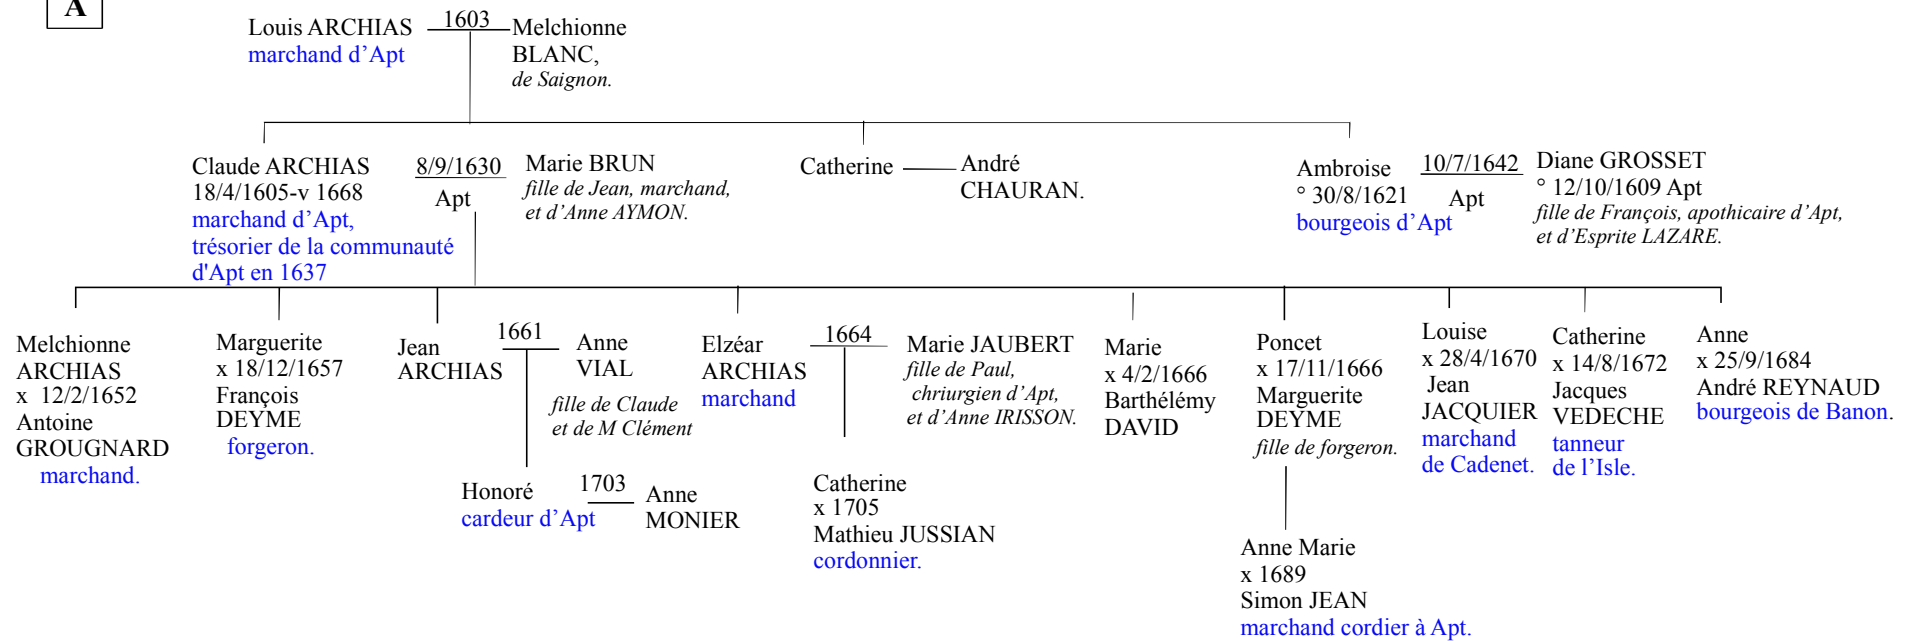 A
Louis ARCHIAS
marchand d’Apt
1603
Melchionne
BLANC,
de Saignon.
Claude ARCHIAS
18/4/1605-v 1668
marchand d’Apt,
trésorier de la communauté
d'Apt en 1637
8/9/1630
Apt
Marie BRUN
fille de Jean, marchand,
et d’Anne AYMON.
Catherine
André
CHAURAN.
Ambroise
° 30/8/1621
bourgeois d’Apt
10/7/1642
Apt
Diane GROSSET
° 12/10/1609 Apt
fille de François, apothicaire d’Apt,
et d’Esprite LAZARE.
Melchionne
ARCHIAS
x 12/2/1652
Antoine
GROUGNARD
marchand.
Marguerite
x 18/12/1657
François
DEYME
forgeron.
Jean
ARCHIAS
1661
Anne
VIAL
fille de Claude
et de M Clément
Elzéar
ARCHIAS
marchand
1664
Marie JAUBERT
fille de Paul,
chriurgien d’Apt,
et d’Anne IRISSON.
Marie
x 4/2/1666
Barthélémy
DAVID
Poncet
x 17/11/1666
Marguerite
DEYME
fille de forgeron.
Louise
x 28/4/1670
Jean
JACQUIER
marchand
de Cadenet.
Catherine
x 14/8/1672
Jacques
VEDECHE
tanneur
de l’Isle.
Anne
x 25/9/1684
André REYNAUD
bourgeois de Banon.
Honoré
cardeur d’Apt
1703
Anne
MONIER
Catherine
x 1705
Mathieu JUSSIAN
cordonnier.
Anne Marie
x 1689
Simon JEAN
marchand cordier à Apt.